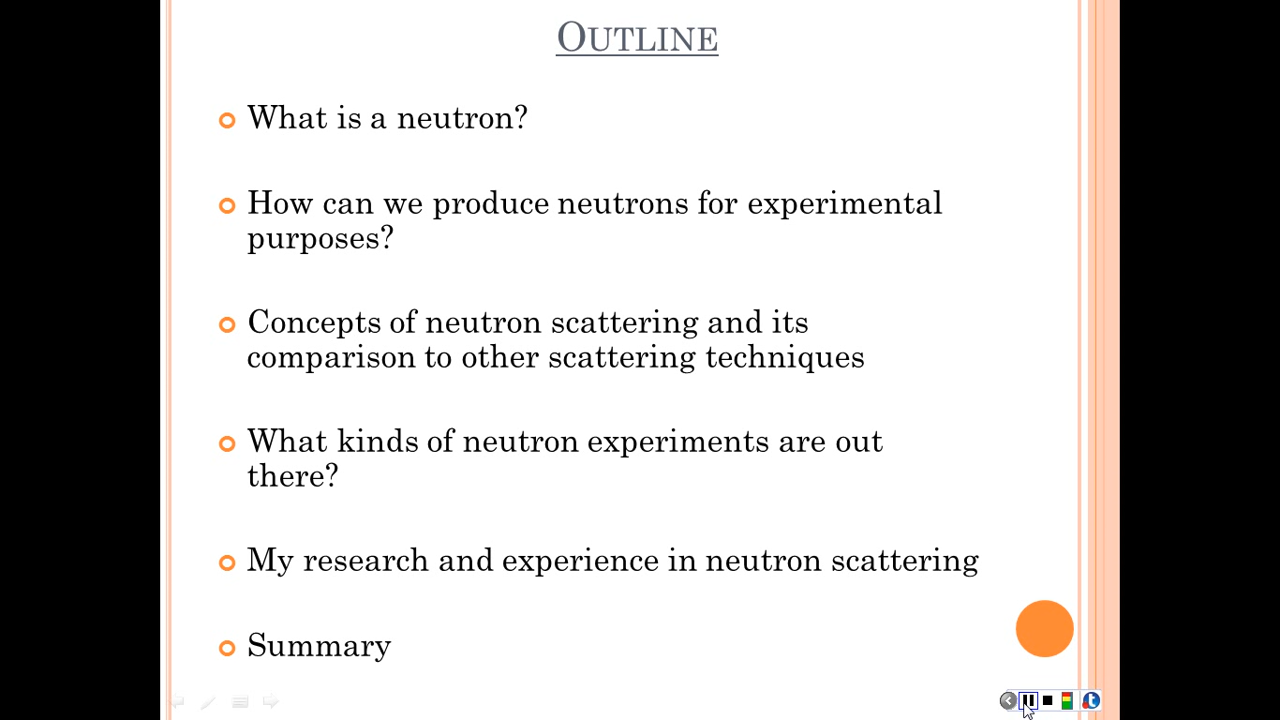 OUTLINE
What is a neutron?
How can we produce neutrons for experimental
purposes?
Concepts of neutron scattering and its
comparison to other scattering techniques
What kinds of neutron experiments are out
there?
My research and experience in neutron scattering
Summary